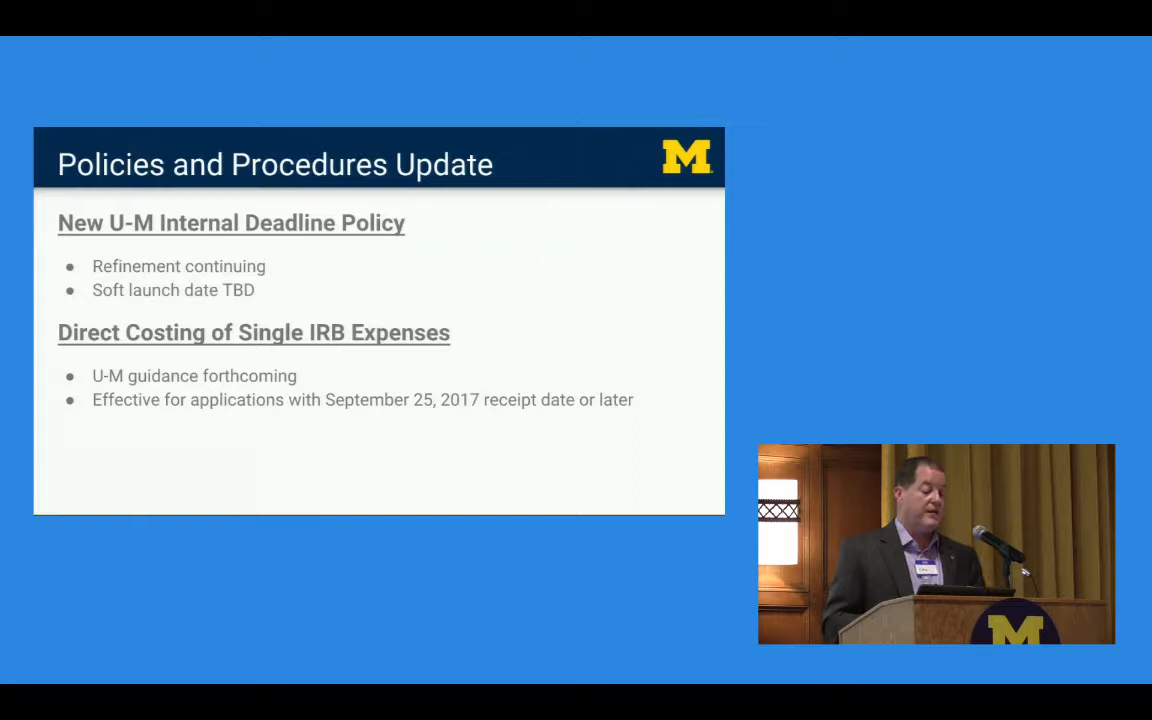 Policies and Procedures Update
M
New U-M Internal Deadline Policy
● Refinement continuing
● Soft launch date TBD
Direct Costing of Single IRB Expenses
● U-M guidance forthcoming
● Effective for applications with September 25, 2017 receipt date or later
M